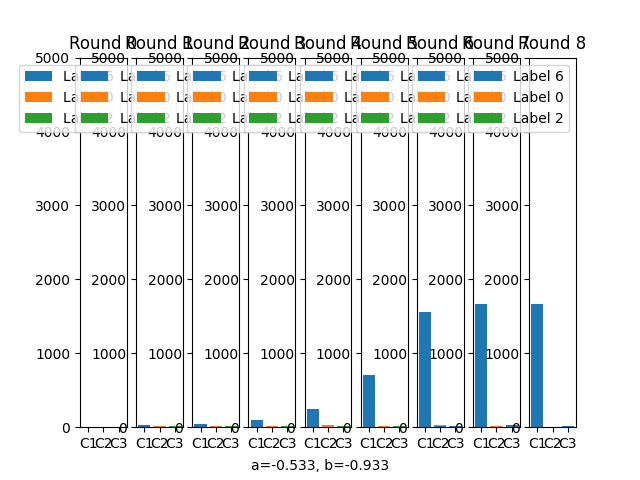 Round 0 Round 1 Round 2 Round 3 Round 4 Round 5 Round 6 Round 7 Round 8
5000 5000 5000 5000 5000 5000 5000 5000 5000
Label 6
Label 0
Label 2
4000 4000 4000 4000 4000 4000 4000 4000 4000
3000 3000 3000 3000 3000 3000 3000 3000 3000
2000 2000 2000 2000 2000 2000 2000 2000 2000
1000 1000 1000 1000 1000 1000 1000 1000 1000
0 0 0 0 0 0 0 0 0
C1 C2 C3 C1 C2 C3 C1 C2 C3 C1 C2 C3 C1 C2 C3 C1 C2 C3 C1 C2 C3 C1 C2 C3 C1 C2 C3
a=-0.533, b=-0.933